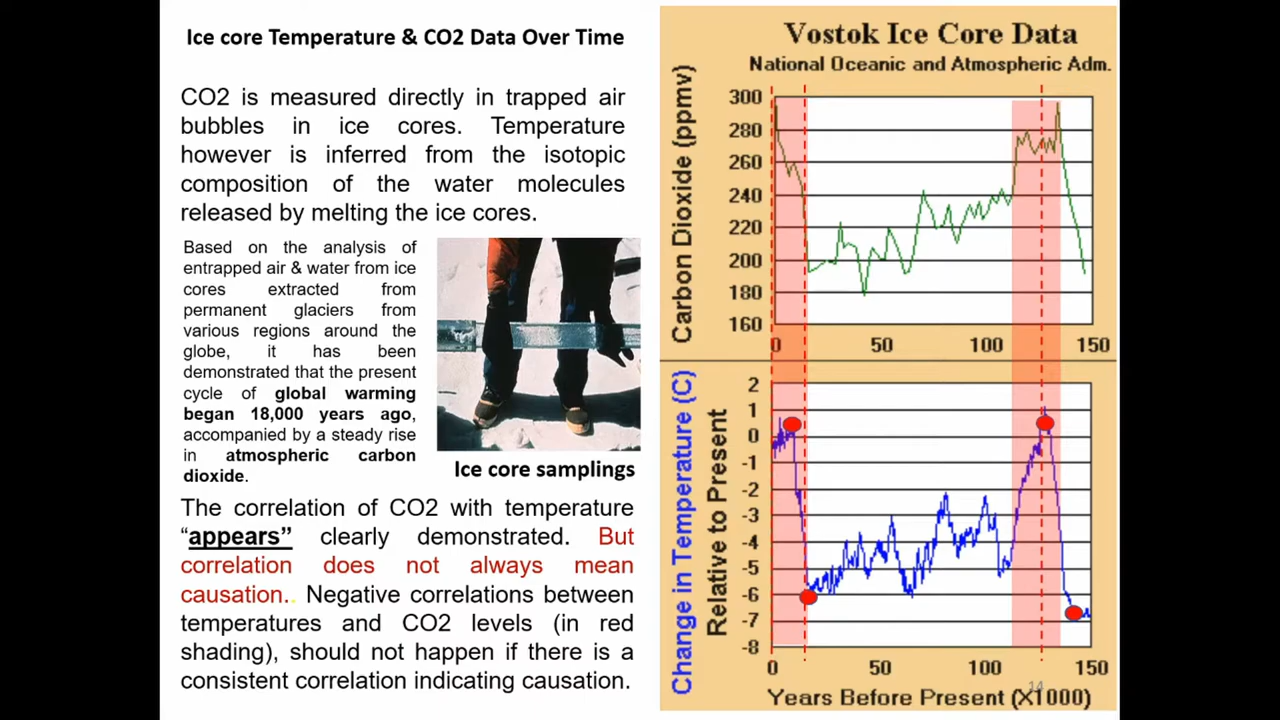 Ice core Temperature & CO2 Data Over Time
CO2 is measured directly in trapped air
bubbles in ice cores. Temperature
however is inferred from the isotopic
composition of the water molecules
released by melting the ice cores.
Based on the analysis of
entrapped air & water from ice
cores extracted from
permanent glaciers from
various regions around the
globe, it has been
demonstrated that the present
cycle of global warming
began 18,000 years ago,
accompanied by a steady rise
in atmospheric carbon
dioxide.
Ice core samplings
The correlation of CO2 with temperature
“appears” clearly demonstrated. But
correlation does not always mean
causation.. Negative correlations between
temperatures and CO2 levels (in red
shading), should not happen if there is a
consistent correlation indicating causation.
Vostok Ice Core Data
National Oceanic and Atmospheric Adm.
Carbon Dioxide (ppmv)
300
280
260
240
220
200
180
160
0 50 100 150
Change in Temperature (C)
Relative to Present
2
1
0
-1
-2
-3
-4
-5
-6
-7
-8
0 50 100 150
14
Years Before Present (X1000)